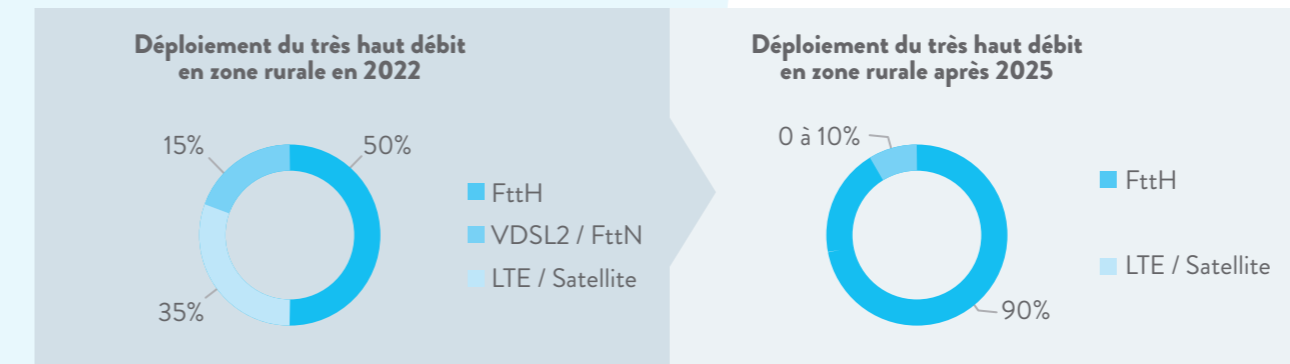 Déploiement du très haut débit
en zone rurale en 2022
15%
50%
35%
FttH
VDSL2 / FttN
LTE / Satellite
Déploiement du très haut débit
en zone rurale après 2025
0 à 10%
90%
FttH
LTE / Satellite